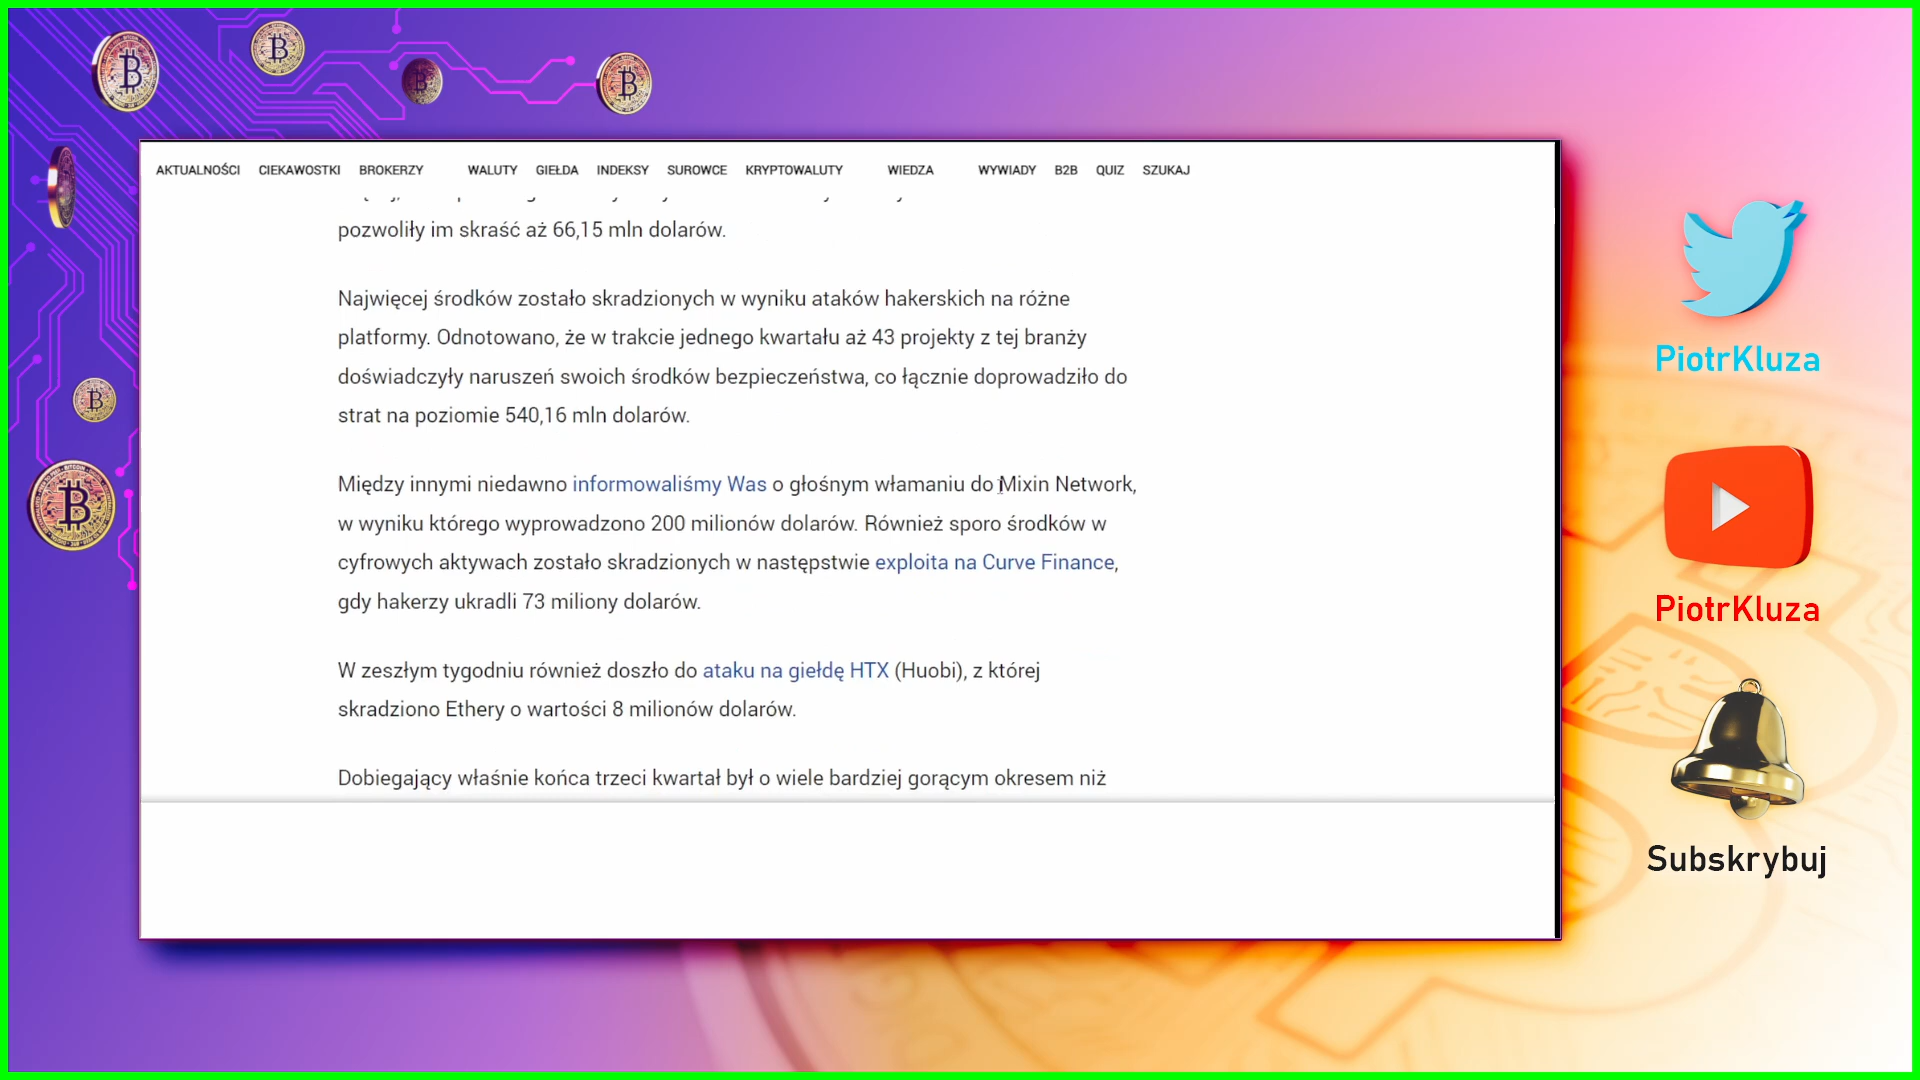 AKTUALNOŚCI CIEKAWOSTKI BROKERZY WALUTY GIEŁDA INDEKSY SUROWCE KRYPTOWALUTY WIEDZA WYWIADY B2B QUIZ SZUKAJ
pozwoliły im skraść aż 66,15 mln dolarów.
Najwięcej środków zostało skradzionych w wyniku ataków hakerskich na różne
platformy. Odnotowano, że w trakcie jednego kwartału aż 43 projekty z tej branży
doświadczyły naruszeń swoich środków bezpieczeństwa, co łącznie doprowadziło do
strat na poziomie 540,16 mln dolarów.
Między innymi niedawno informowaliśmy Was o głośnym włamaniu do Mixin Network,
w wyniku którego wyprowadzono 200 milionów dolarów. Również sporo środków w
cyfrowych aktywach zostało skradzionych w następstwie exploita na Curve Finance,
gdy hakerzy ukradli 73 miliony dolarów.
W zeszłym tygodniu również doszło do ataku na giełdę HTX (Huobi), z której
skradziono Ethery o wartości 8 milionów dolarów.
Dobiegający właśnie końca trzeci kwartał był o wiele bardziej gorącym okresem niż
PiotrKluza
PiotrKluza
Subskrybuj